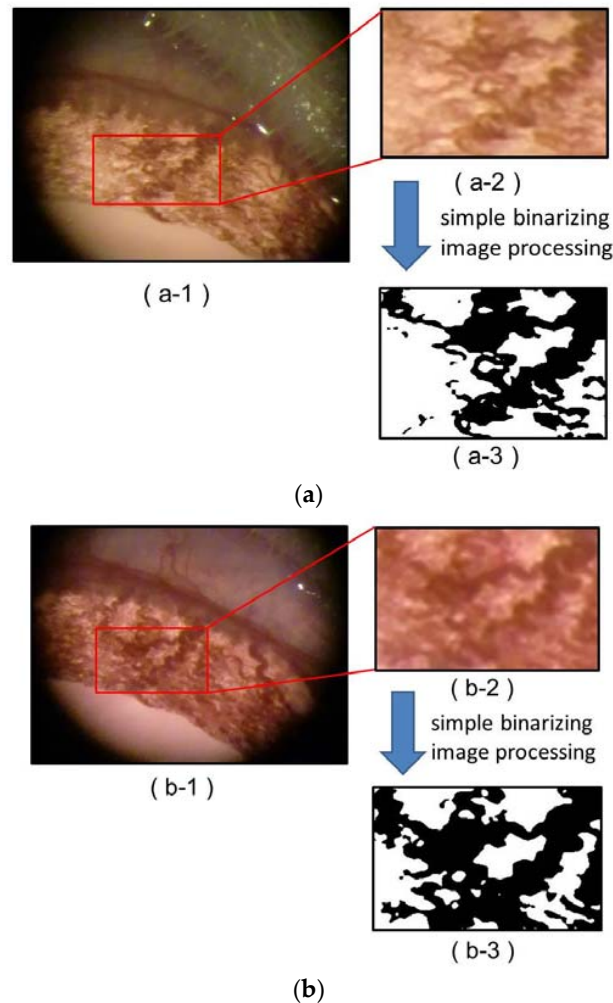 ( a-1 )
( a-2 )
simple binarizing
image processing
( a-3 )
(a)
( b-1 )
( b-2 )
simple binarizing
image processing
( b-3 )
(b)